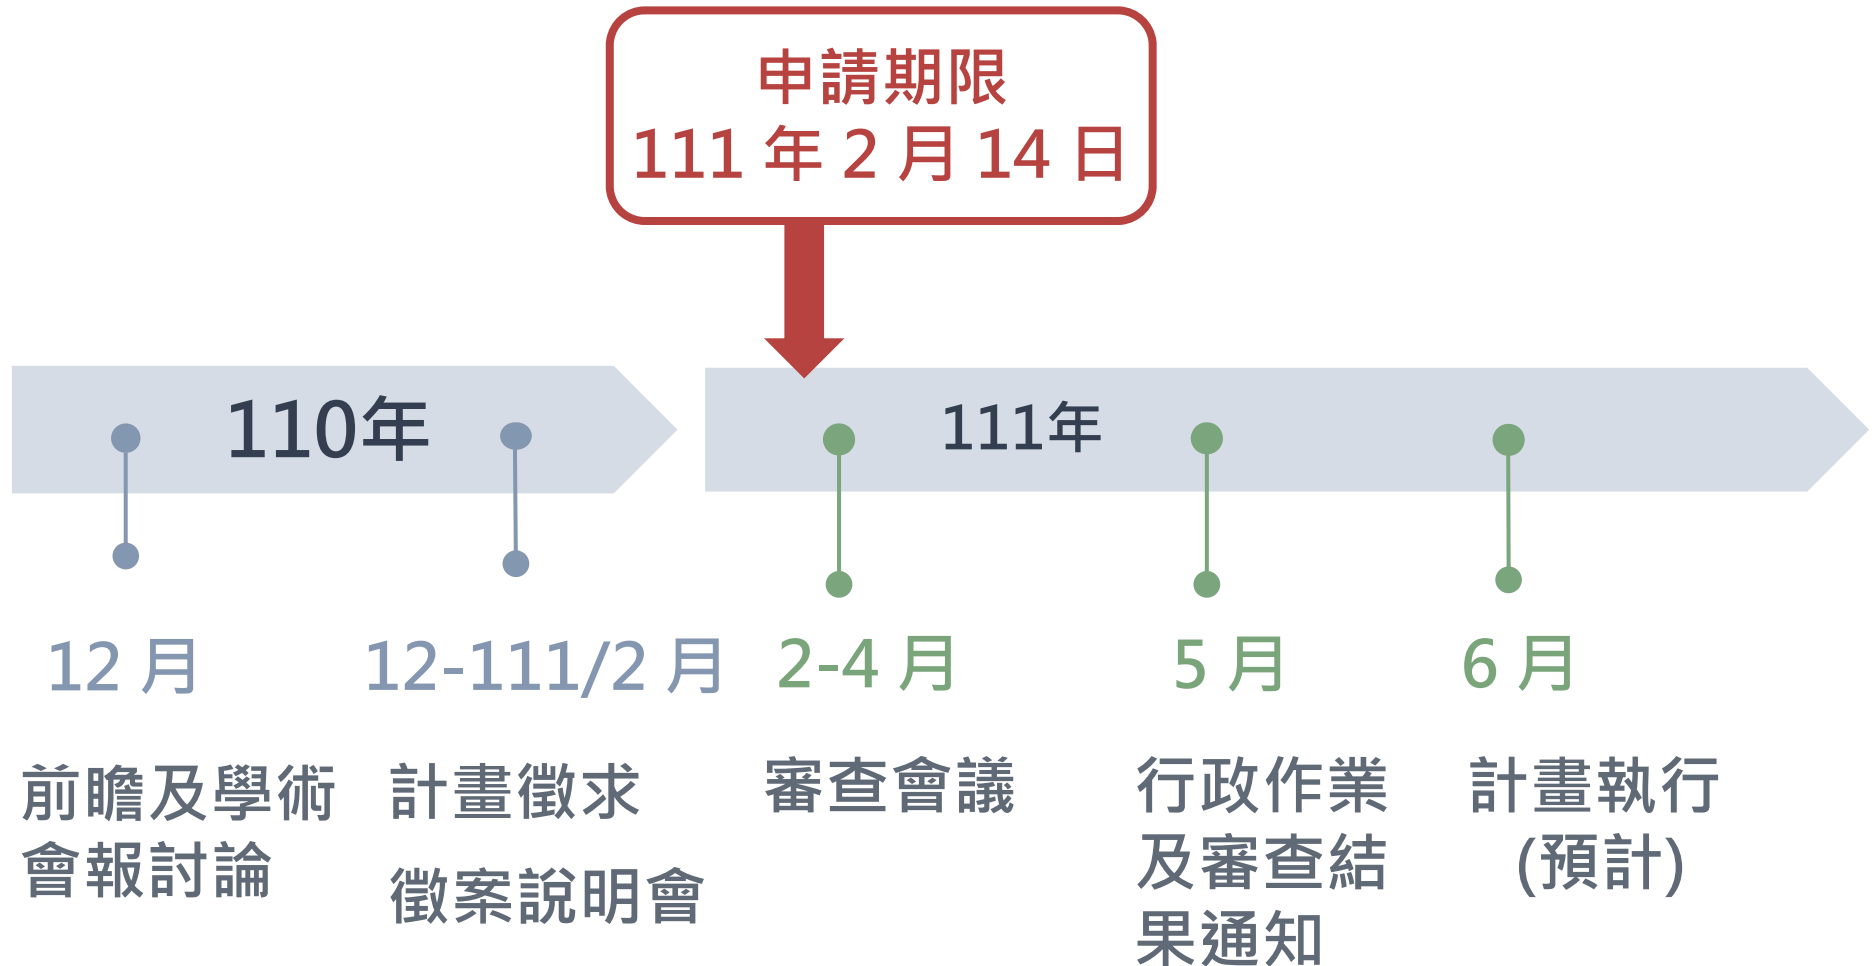 申請期限
111 年 2 月 14 日
110年
111年
12 月
12-111/2 月
2-4 月
5 月
6 月
前瞻及學術
會報討論
計畫徵求
徵案說明會
審查會議
行政作業
及審查結
果通知
計畫執行
(預計)